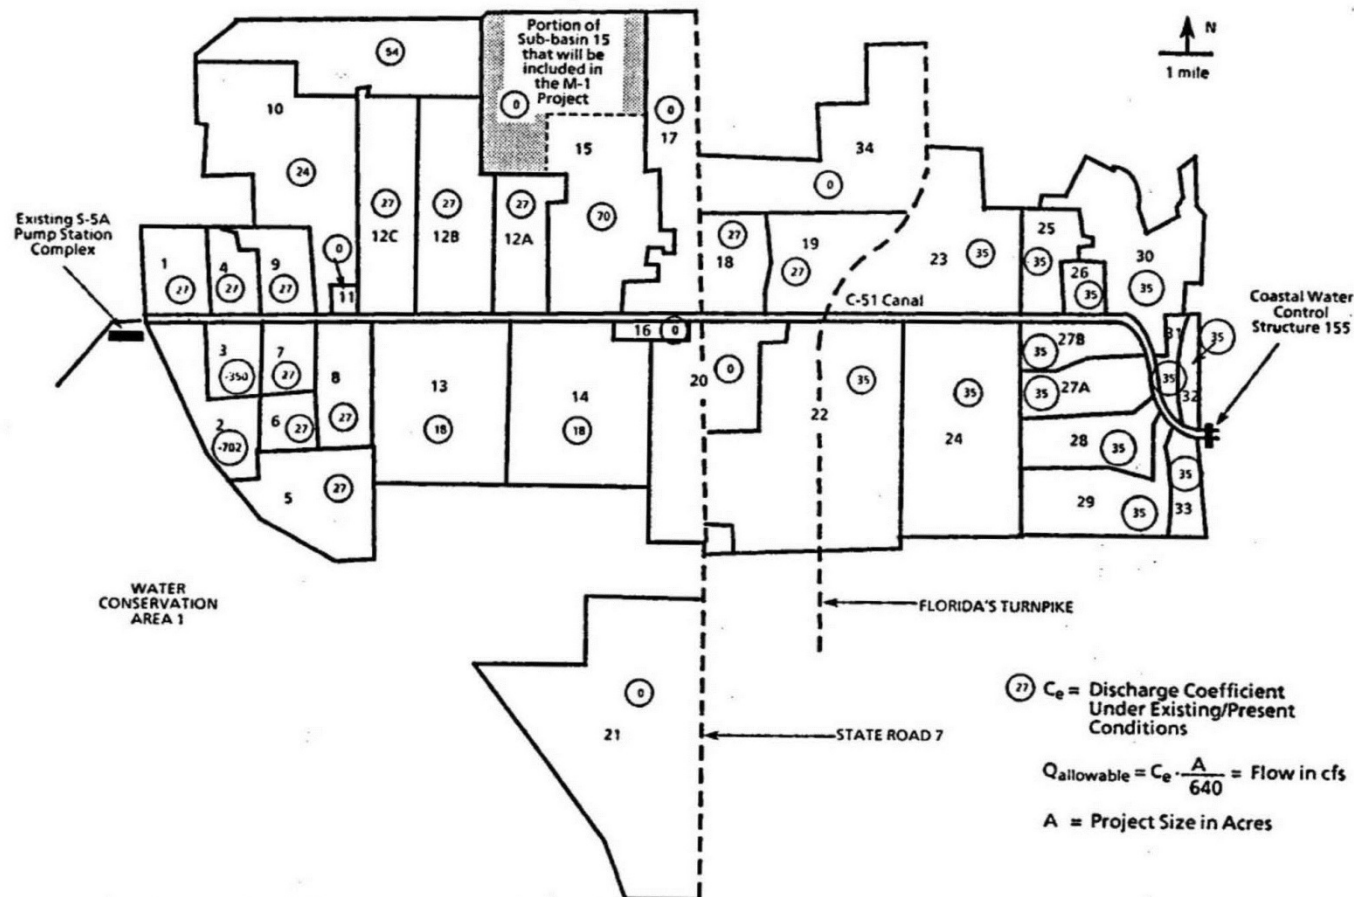 Portion of
Sub-basin 15
that will be
included in
the M-1
Project
0
54
10
24
0
17
15
70
34
0
N
1 mile
Existing S-5A
Pump Station
Complex
27
12C
27
12B
27
12A
0
11
1
27
4
27
9
27
27
18
19
27
23
35
25
35
26
35
30
35
C-51 Canal
Coastal Water
Control
Structure 155
3
-350
7
27
8
27
2
-702
6
27
5
27
13
18
14
18
16
0
20
0
22
35
24
35
27B
35
27A
35
28
35
29
35
31
35
32
35
33
35
WATER
CONSERVATION
AREA 1
FLORIDA'S TURNPIKE
21
0
STATE ROAD 7
27 Ce = Discharge Coefficient
Under Existing/Present
Conditions
Qallowable = Ce · A/640 = Flow in cfs
A = Project Size in Acres